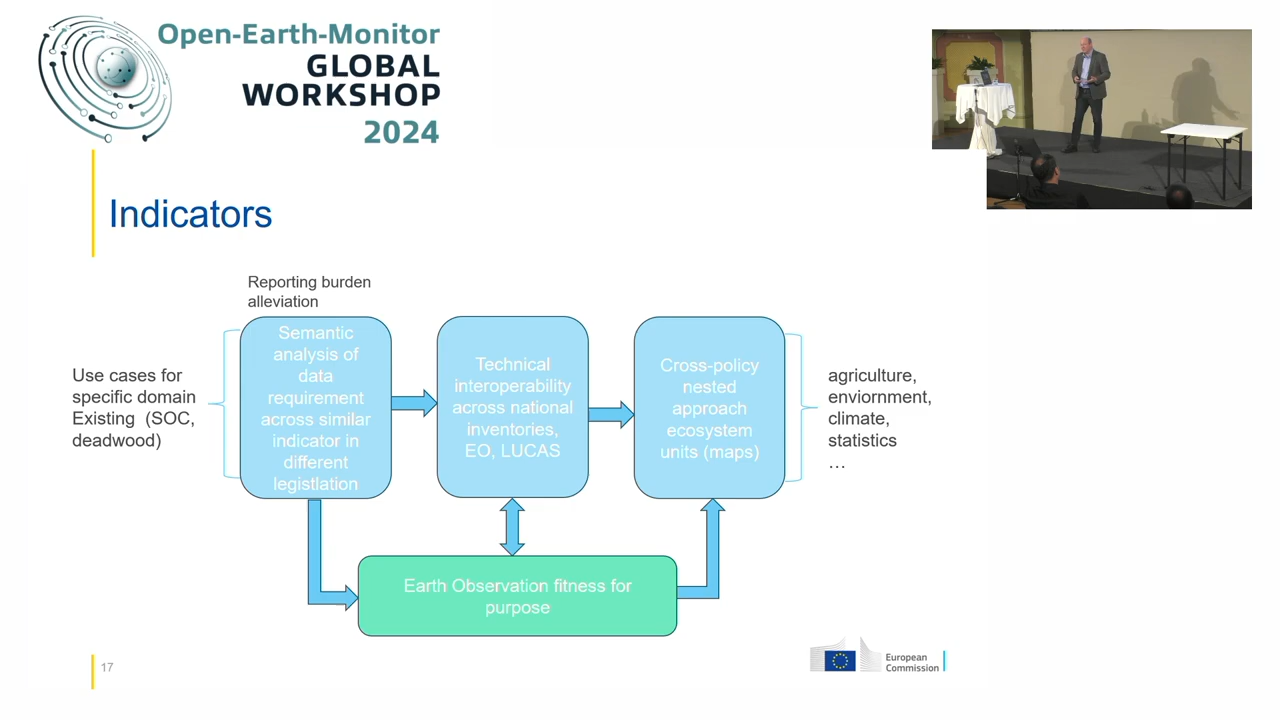 Open-Earth-Monitor
GLOBAL
WORKSHOP
2024
Indicators
Reporting burden
alleviation
Use cases for
specific domain
Existing (SOC,
deadwood)
Semantic
analysis of
data
requirement
across similar
indicator in
different
legistlation
Technical
interoperability
across national
inventories,
EO, LUCAS
Cross-policy
nested
approach
ecosystem
units (maps)
agriculture,
enviornment,
climate,
statistics
…
Earth Observation fitness for
purpose
17
European
Commission